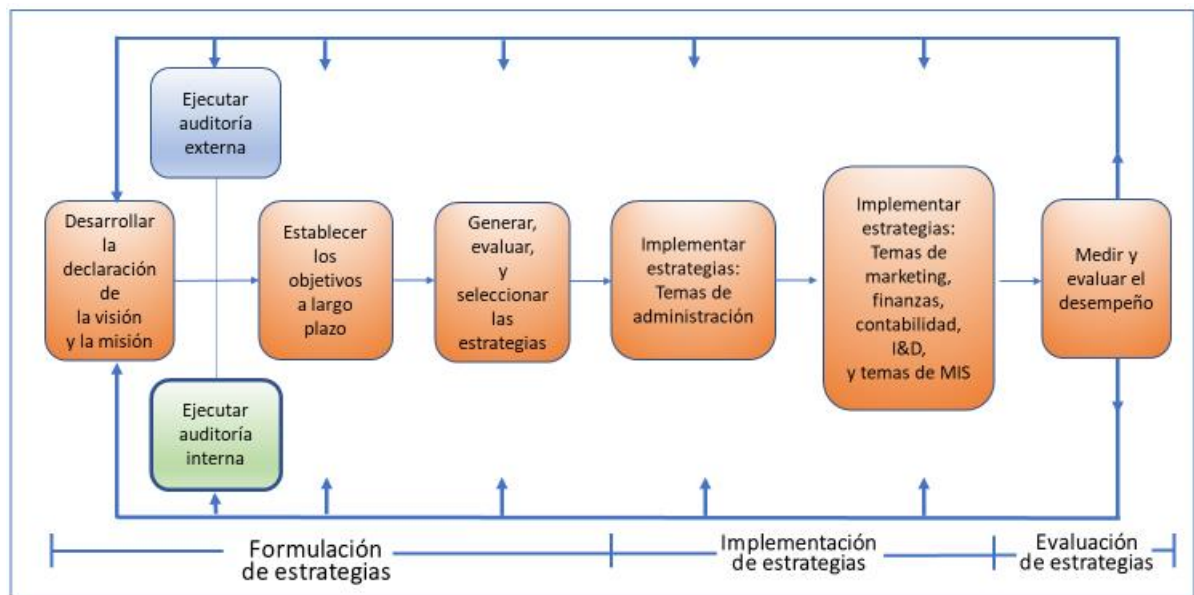 Ejecutar
auditoría
externa
Desarrollar
la
declaración
de
la visión
y la misión
Establecer
los
objetivos
a largo
plazo
Generar,
evaluar,
y
seleccionar
las
estrategias
Implementar
estrategias:
Temas de
administración
Implementar
estrategias:
Temas de
marketing,
finanzas,
contabilidad,
I&D,
y temas de MIS
Medir y
evaluar el
desempeño
Ejecutar
auditoría
interna
Formulación
de estrategias
Implementación
de estrategias
Evaluación
de estrategias